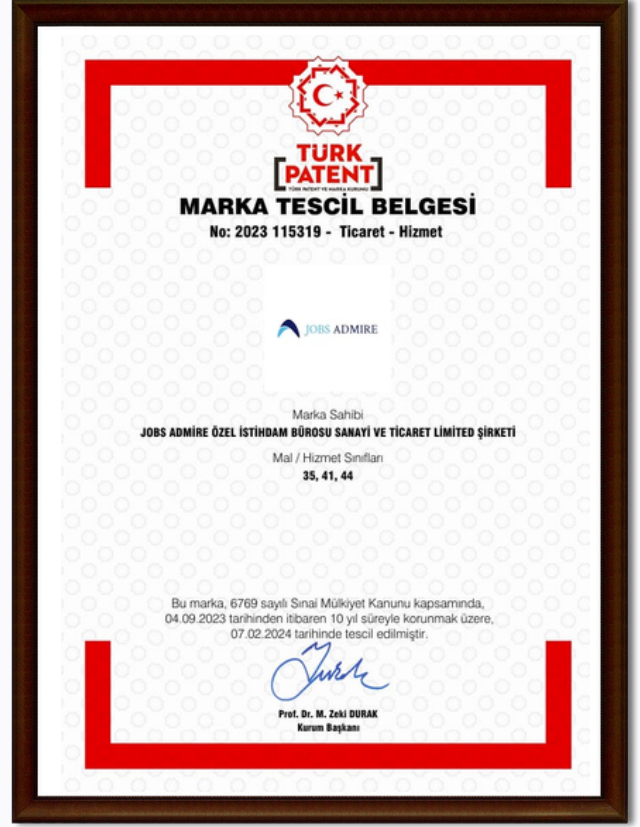 TÜRK
PATENT
TÜRK PATENT VE MARKA KURUMU
MARKA TESCİL BELGESİ
No: 2023 115319 - Ticaret - Hizmet
JOBS ADMIRE
Marka Sahibi
JOBS ADMİRE ÖZEL İSTİHDAM BÜROSU SANAYİ VE TİCARET LİMİTED ŞİRKETİ
Mal / Hizmet Sınıfları
35, 41, 44
Bu marka, 6769 sayılı Sınai Mülkiyet Kanunu kapsamında,
04.09.2023 tarihinden itibaren 10 yıl süreyle korunmak üzere,
07.02.2024 tarihinde tescil edilmiştir.
Durak
Prof. Dr. M. Zeki DURAK
Kurum Başkanı